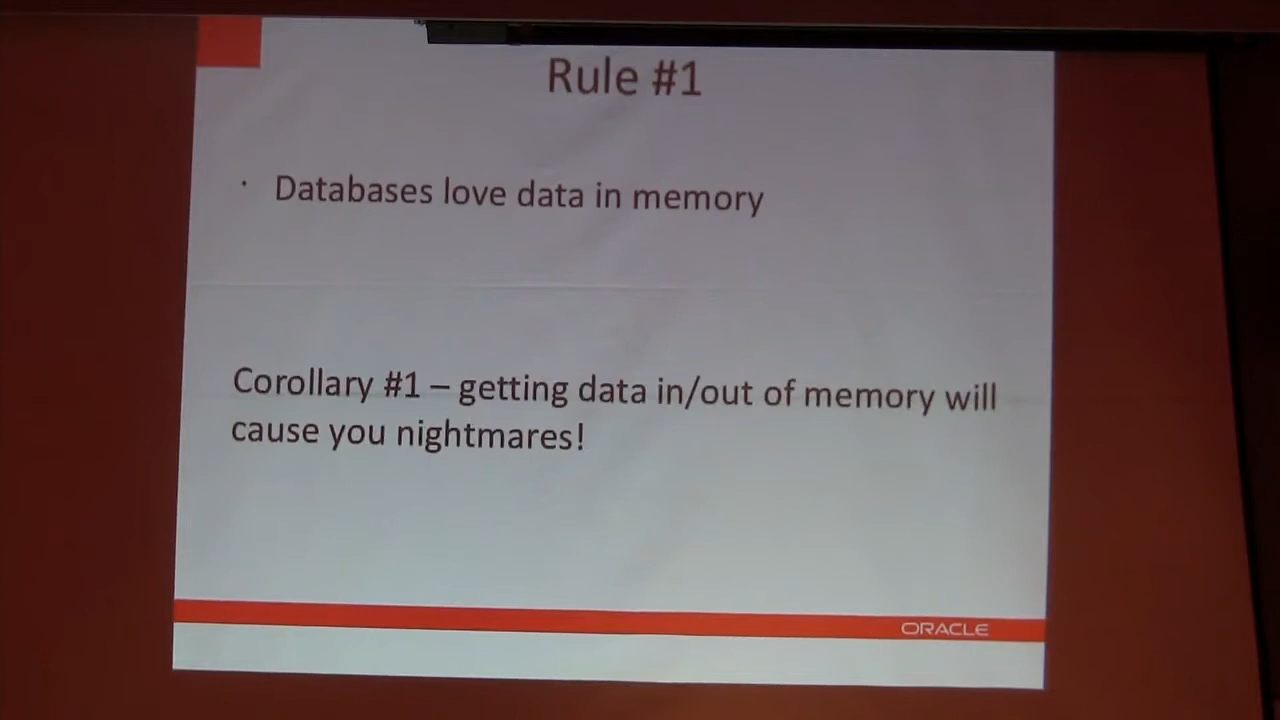 Rule #1
· Databases love data in memory
Corollary #1 – getting data in/out of memory will
cause you nightmares!
ORACLE